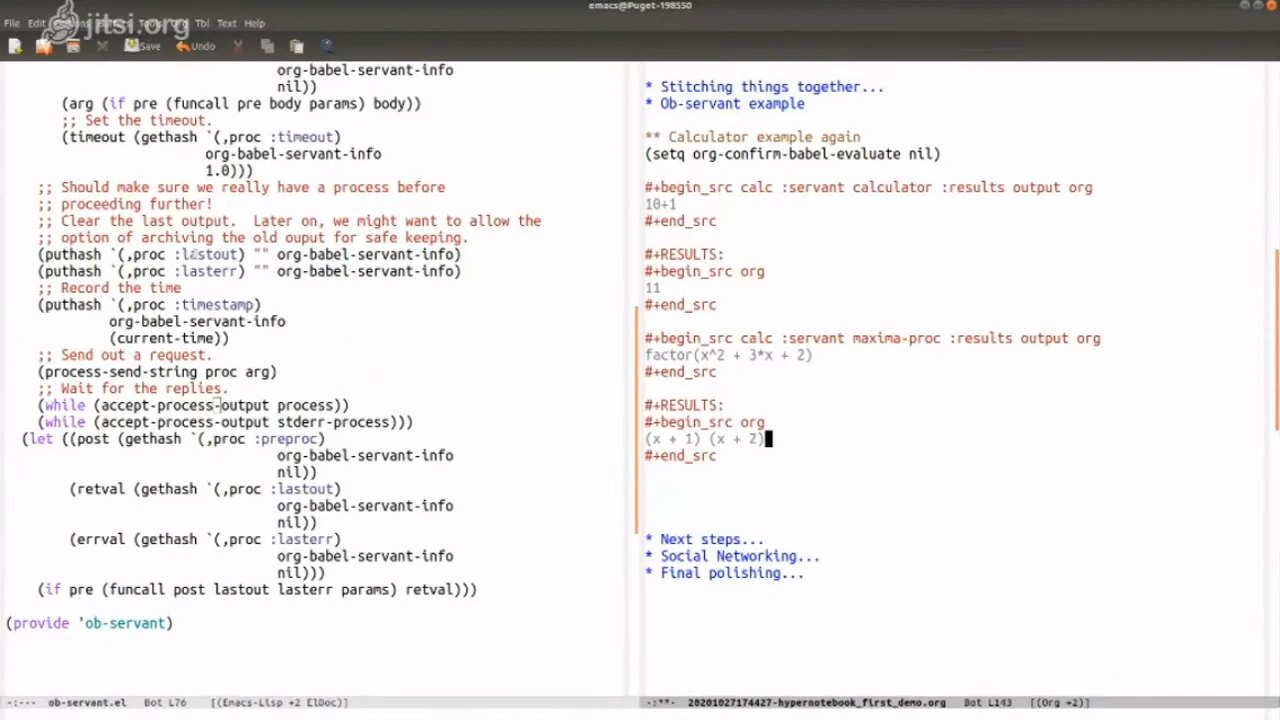 emacs@Puget-198550
File Edit Options Buffers Tools Org Tbl Text Help
jitsi.org
Save Undo
org-babel-servant-info
nil))
(arg (if pre (funcall pre body params) body))
;; Set the timeout.
(timeout (gethash `(,proc :timeout)
org-babel-servant-info
1.0)))
;; Should make sure we really have a process before
;; proceeding further!
;; Clear the last output.  Later on, we might want to allow the
;; option of archiving the old ouput for safe keeping.
(puthash `(,proc :lastout) "" org-babel-servant-info)
(puthash `(,proc :lasterr) "" org-babel-servant-info)
;; Record the time
(puthash `(,proc :timestamp)
org-babel-servant-info
(current-time))
;; Send out a request.
(process-send-string proc arg)
;; Wait for the replies.
(while (accept-process-output process))
(while (accept-process-output stderr-process)))
(let ((post (gethash `(,proc :preproc)
org-babel-servant-info
nil))
(retval (gethash `(,proc :lastout)
org-babel-servant-info
nil))
(errval (gethash `(,proc :lasterr)
org-babel-servant-info
nil)))
(if pre (funcall post lastout lasterr params) retval)))
(provide 'ob-servant)
-:--- ob-servant.el Bot L76 [(Emacs-Lisp +2 ElDoc)]
* Stitching things together...
* Ob-servant example
** Calculator example again
(setq org-confirm-babel-evaluate nil)
#+begin_src calc :servant calculator :results output org
10+1
#+end_src
#+RESULTS:
#+begin_src org
11
#+end_src
#+begin_src calc :servant maxima-proc :results output org
factor(x^2 + 3*x + 2)
#+end_src
#+RESULTS:
#+begin_src org
(x + 1) (x + 2)
#+end_src
* Next steps...
* Social Networking...
* Final polishing...
-:**- 20201027174427-hypernotebook_first_demo.org Bot L143 [(Org +2)]